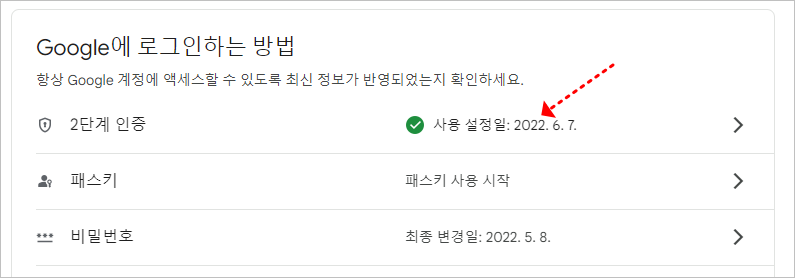 Google에 로그인하는 방법
항상 Google 계정에 액세스할 수 있도록 최신 정보가 반영되었는지 확인하세요.
2단계 인증 사용 설정일: 2022. 6. 7.
패스키 패스키 사용 시작
비밀번호 최종 변경일: 2022. 5. 8.